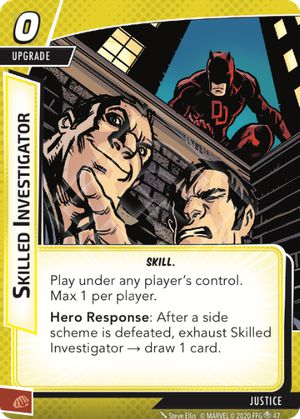 0
UPGRADE
SKILLED INVESTIGATOR
DD
SKILL.
Play under any player's control.
Max 1 per player.
Hero Response: After a side
scheme is defeated, exhaust Skilled
Investigator → draw 1 card.
JUSTICE
Steve Ellis © MARVEL © 2020 FFG 47